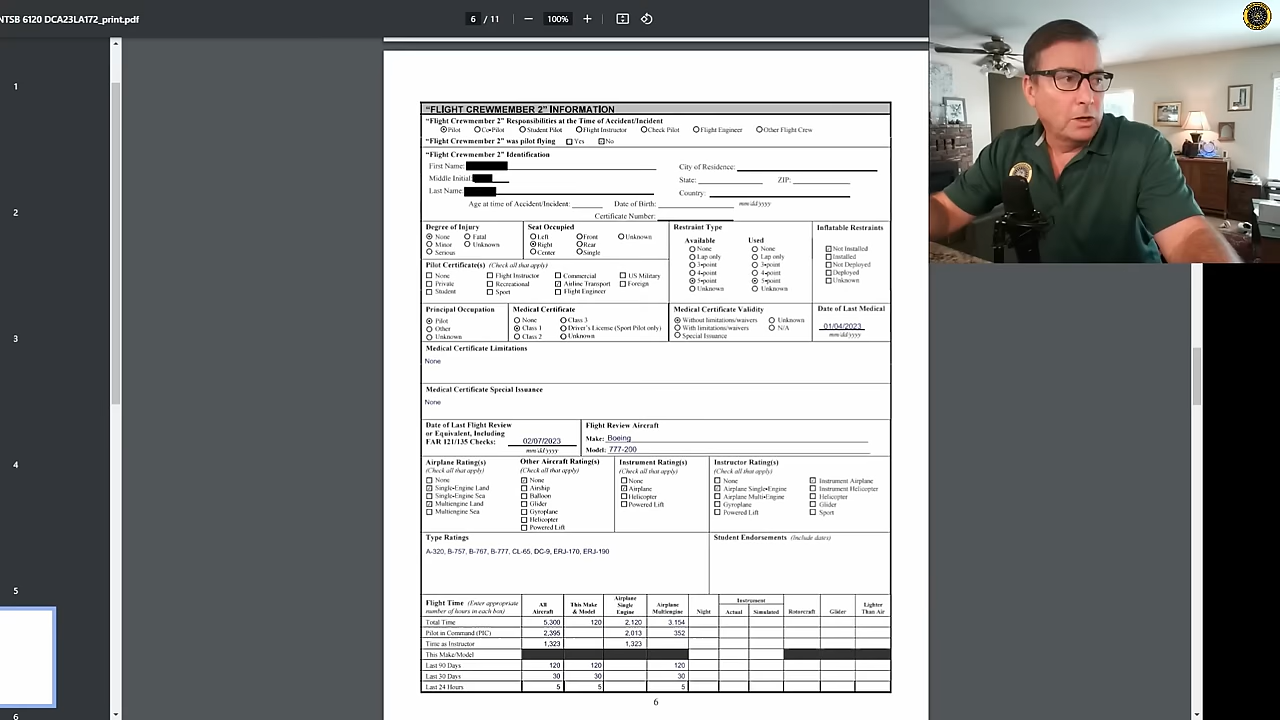 NTSB 6120 DCA23LA172_print.pdf
6 / 11
100%
1
2
3
4
5
6
"FLIGHT CREWMEMBER 2" INFORMATION
"Flight Crewmember 2" Responsibilities at the Time of Accident/Incident
Pilot Co-Pilot Student Pilot Flight Instructor Check Pilot Flight Engineer Other Flight Crew
"Flight Crewmember 2" was pilot flying Yes No
"Flight Crewmember 2" Identification
First Name:
Middle Initial:
Last Name:
City of Residence:
State: ZIP:
Country:
Age at time of Accident/Incident: Date of Birth: mm/dd/yyyy
Certificate Number:
Degree of Injury
None Fatal
Minor Unknown
Serious
Seat Occupied
Left Front Unknown
Right Rear
Center Single
Restraint Type
Available Used
None None
Lap only Lap only
3-point 3-point
4-point 4-point
5-point 5-point
Unknown Unknown
Inflatable Restraints
Not Installed
Installed
Not Deployed
Deployed
Unknown
Pilot Certificate(s) (Check all that apply)
None Flight Instructor Commercial US Military
Private Recreational Airline Transport Foreign
Student Sport Flight Engineer
Principal Occupation
Pilot
Other
Unknown
Medical Certificate
None Class 3
Class 1 Driver's License (Sport Pilot only)
Class 2 Unknown
Medical Certificate Validity
Without limitations/waivers Unknown
With limitations/waivers N/A
Special Issuance
Date of Last Medical
01/04/2023
mm/dd/yyyy
Medical Certificate Limitations
None
Medical Certificate Special Issuance
None
Date of Last Flight Review
or Equivalent, Including
FAR 121/135 Checks: 02/07/2023
mm/dd/yyyy
Flight Review Aircraft
Make: Boeing
Model: 777-200
Airplane Rating(s)
(Check all that apply)
None
Single-Engine Land
Single-Engine Sea
Multiengine Land
Multiengine Sea
Other Aircraft Rating(s)
(Check all that apply)
None
Airship
Balloon
Glider
Gyroplane
Helicopter
Powered Lift
Instrument Rating(s)
(Check all that apply)
None
Airplane
Helicopter
Powered Lift
Instructor Rating(s)
(Check all that apply)
None Instrument Airplane
Airplane Single-Engine Instrument Helicopter
Airplane Multi-Engine Helicopter
Gyroplane Glider
Powered Lift Sport
Type Ratings
A-320, B-757, B-767, B-777, CL-65, DC-9, ERJ-170, ERJ-190
Student Endorsements (Include dates)
Flight Time (Enter appropriate number of hours in each box) All Aircraft This Make & Model Airplane Single Engine Airplane Multiengine Night Instrument Actual Simulated Rotorcraft Glider Lighter Than Air
Total Time 5,300 120 2,120 3,154
Pilot in Command (PIC) 2,395 2,013 352
Time as Instructor 1,323 1,323
This Make/Model
Last 90 Days 120 120 120
Last 30 Days 30 30 30
Last 24 Hours 5 5 5
6